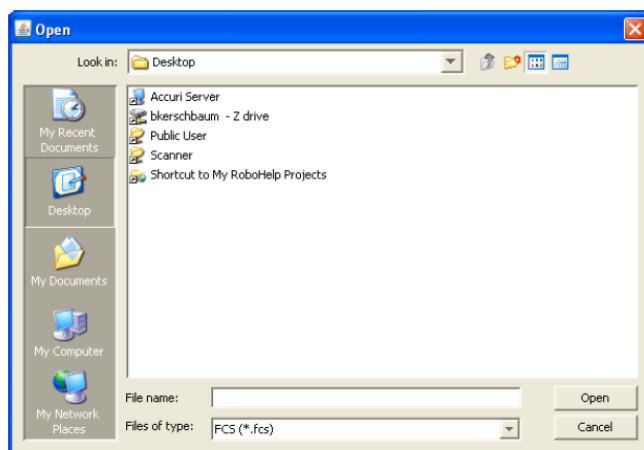 Open
Look in: Desktop
My Recent
Documents
Desktop
My Documents
My Computer
My Network
Places
Accuri Server
bkerschbaum - Z drive
Public User
Scanner
Shortcut to My RoboHelp Projects
File name:
Open
Files of type: FCS (*.fcs)
Cancel